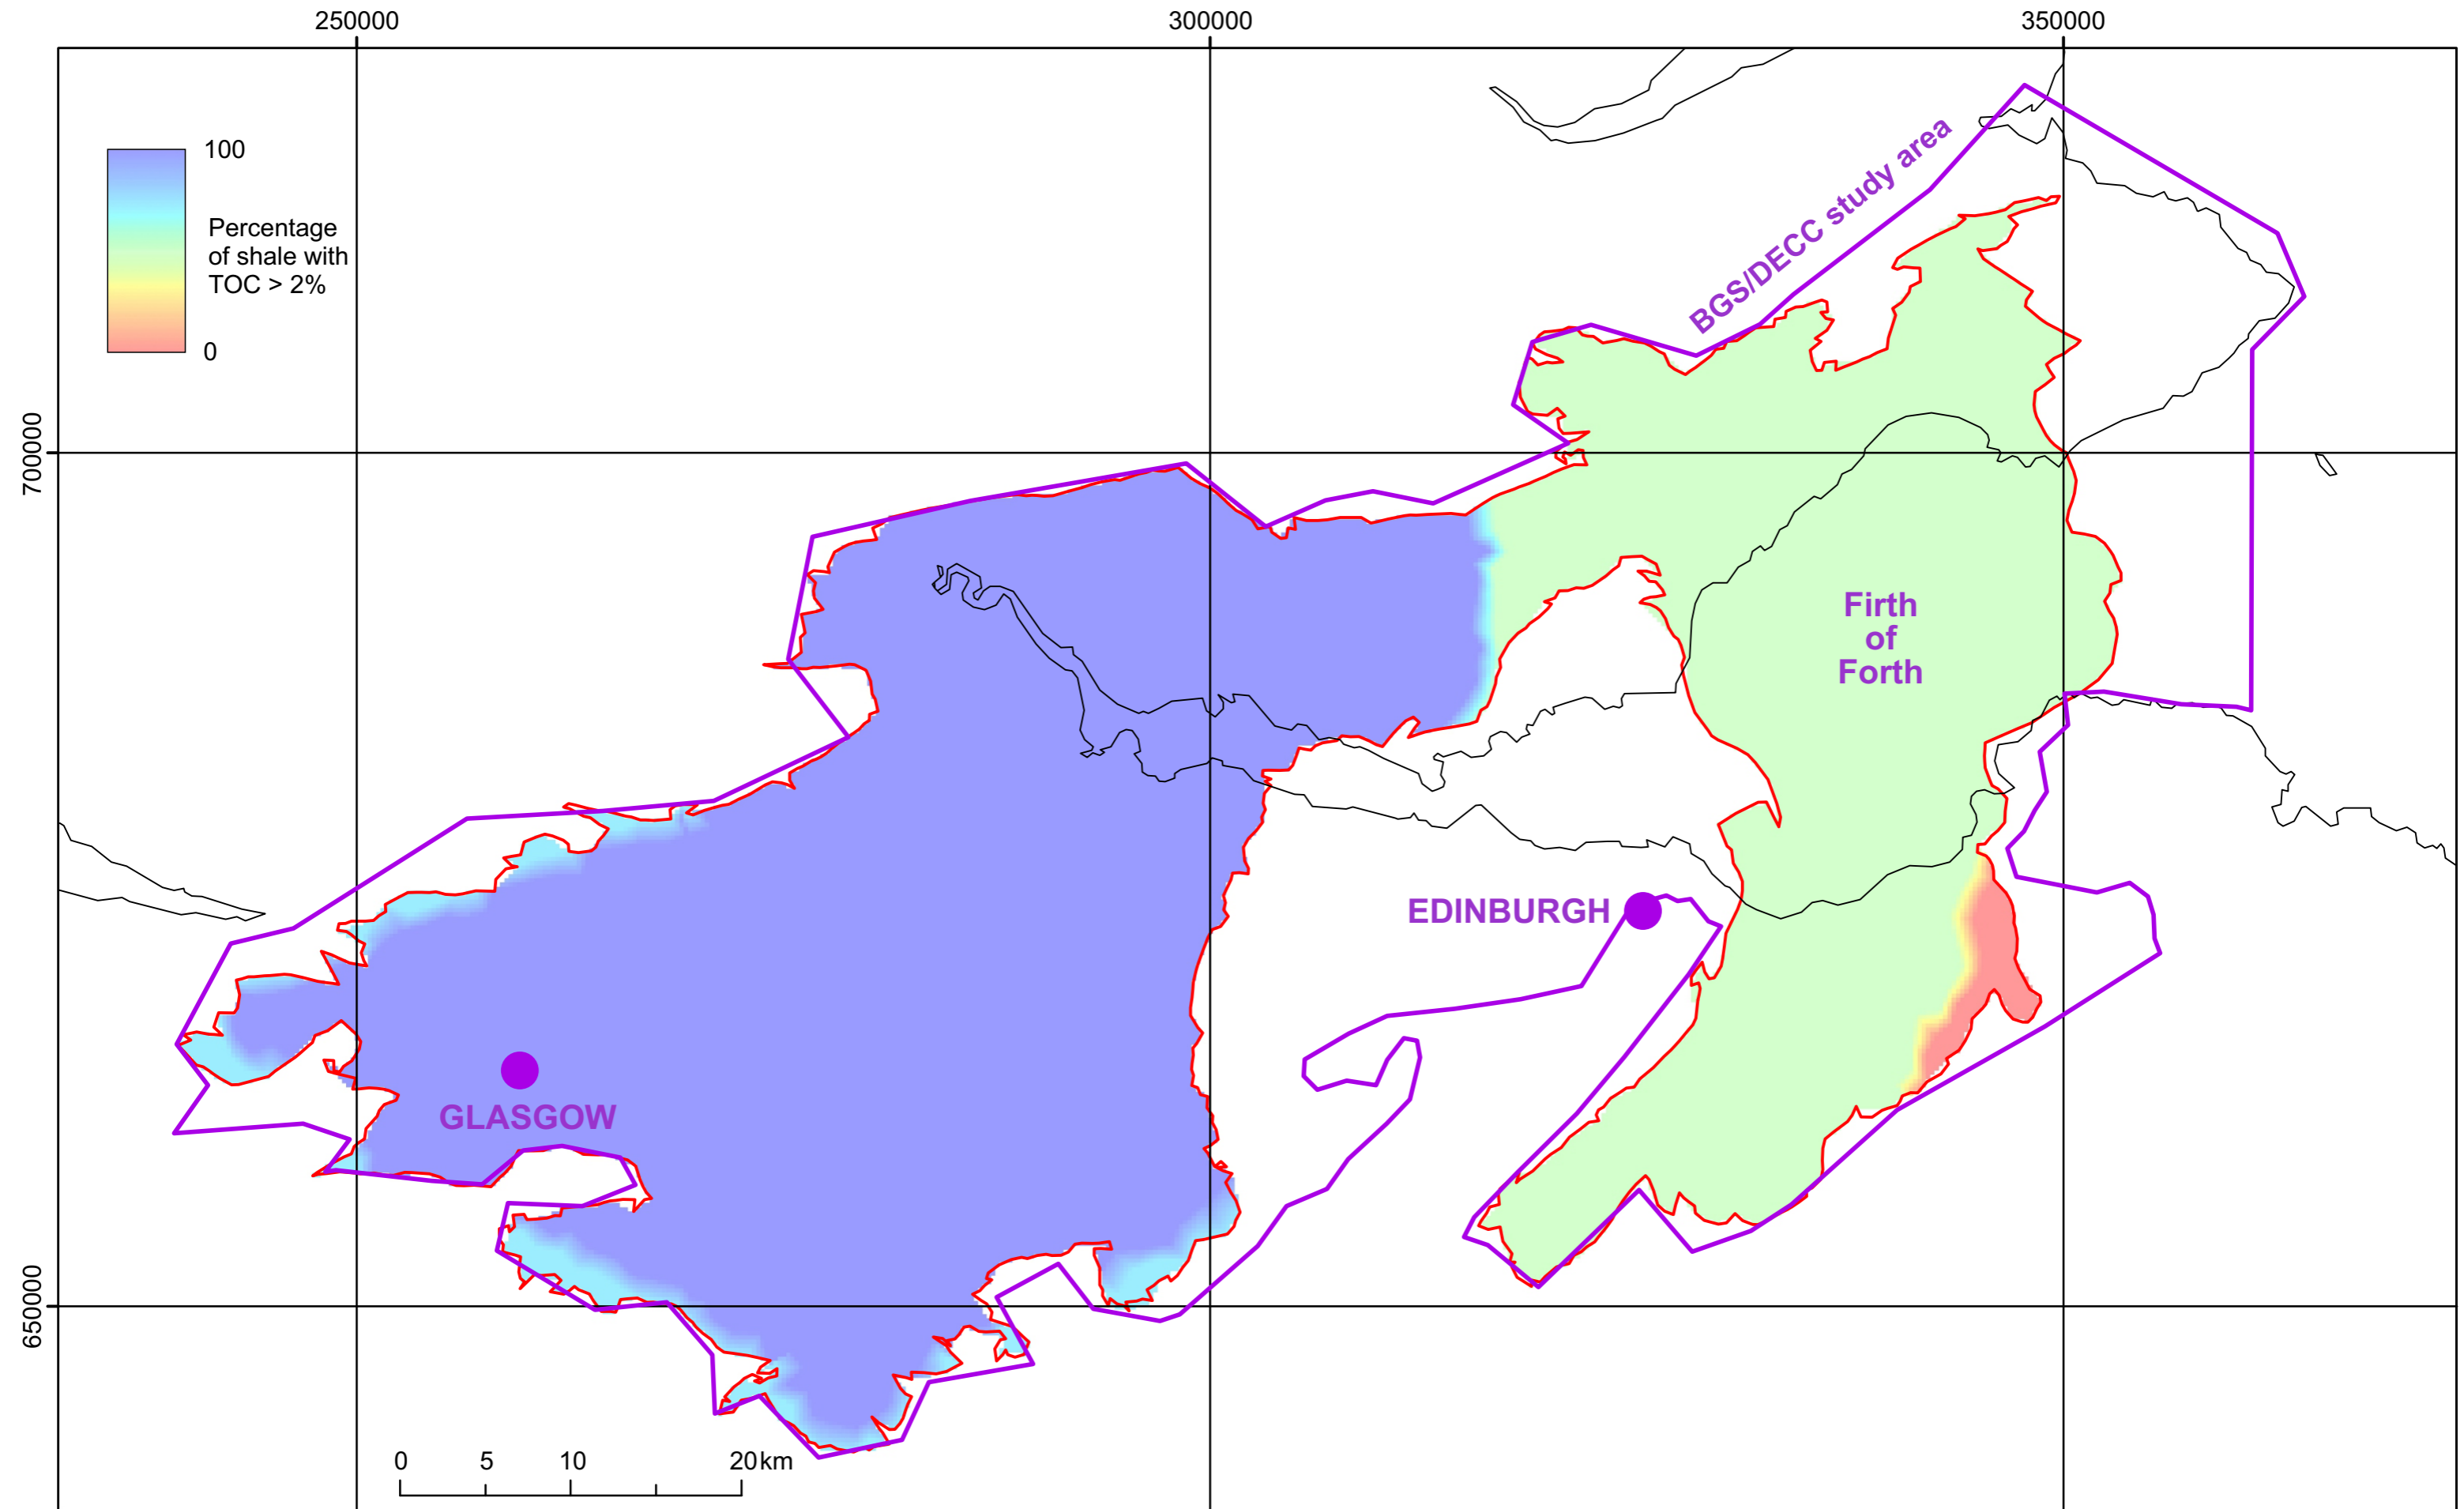 250000
300000
350000
100
Percentage
of shale with
TOC > 2%
0
BGS/DECC study area
700000
Firth
of
Forth
EDINBURGH
GLASGOW
650000
0 5 10 20km